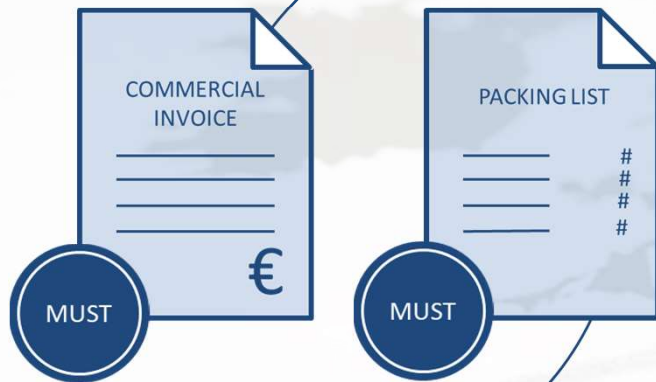 COMMERCIAL
INVOICE
€
MUST
PACKING LIST
#
#
#
#
MUST